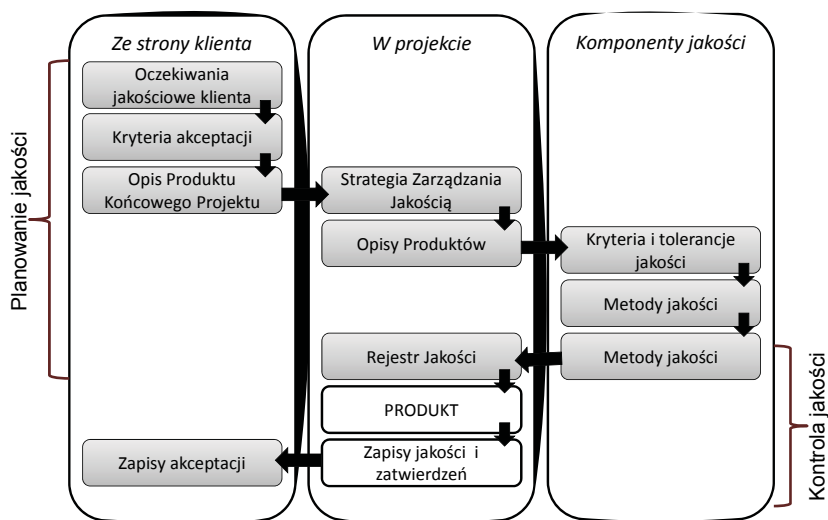 Ze strony klienta
W projekcie
Komponenty jakości
Oczekiwania
jakościowe klienta
Kryteria akceptacji
Opis Produktu
Końcowego Projektu
Strategia Zarządzania
Jakością
Opisy Produktów
Kryteria i tolerancje
jakości
Metody jakości
Metody jakości
Rejestr Jakości
PRODUKT
Zapisy jakości i
zatwierdzeń
Zapisy akceptacji
Planowanie jakości
Kontrola jakości